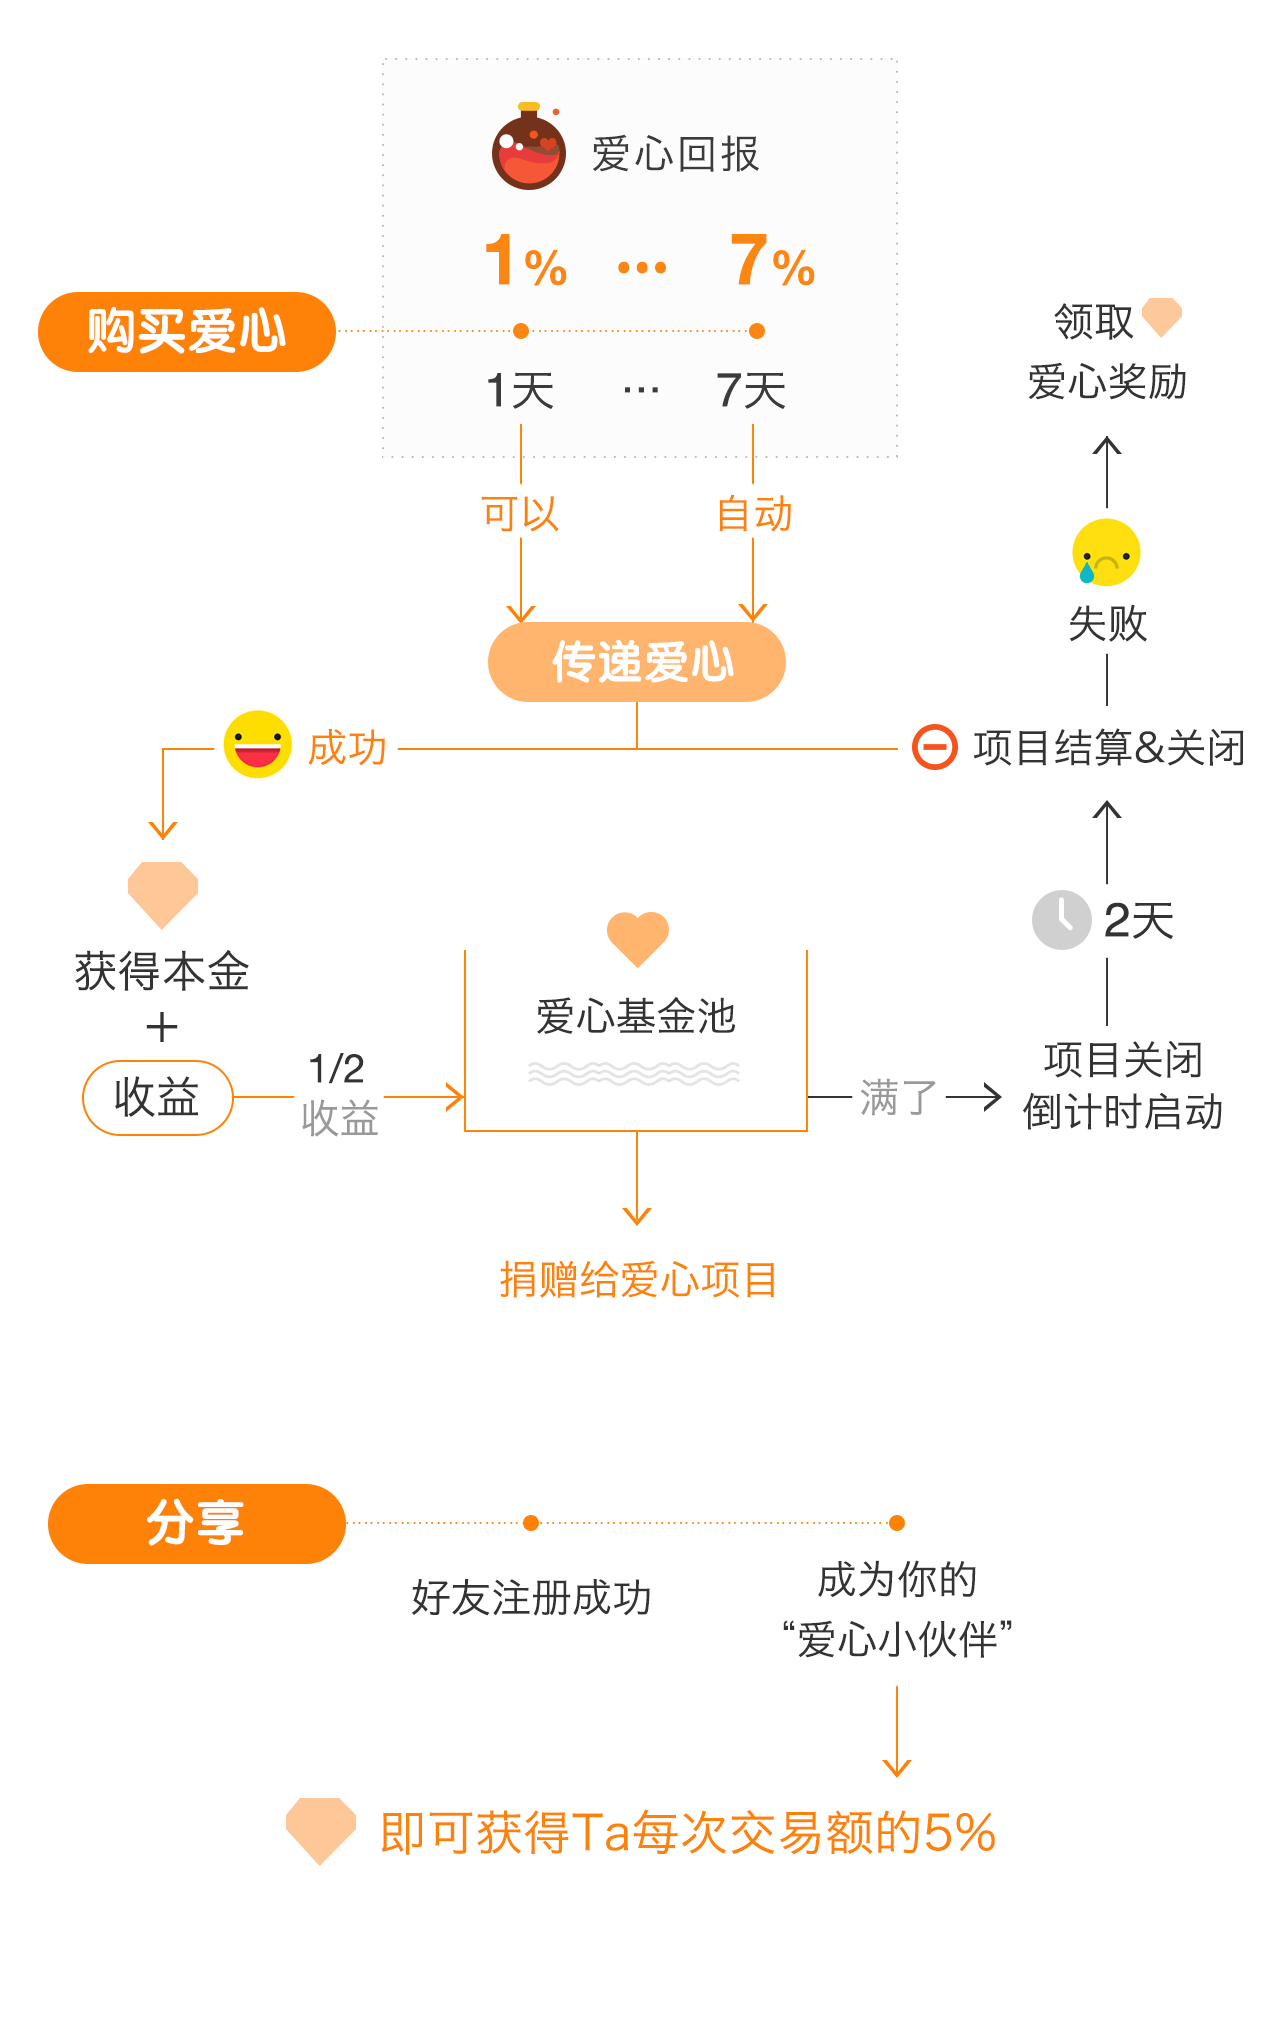 爱心回报
1% ··· 7%
购买爱心
1天 ··· 7天
领取
爱心奖励
可以
自动
失败
传递爱心
成功
项目结算&关闭
获得本金
+
收益
1/2
收益
爱心基金池
满了
2天
项目关闭
倒计时启动
捐赠给爱心项目
分享
好友注册成功
成为你的
“爱心小伙伴”
即可获得Ta每次交易额的5%